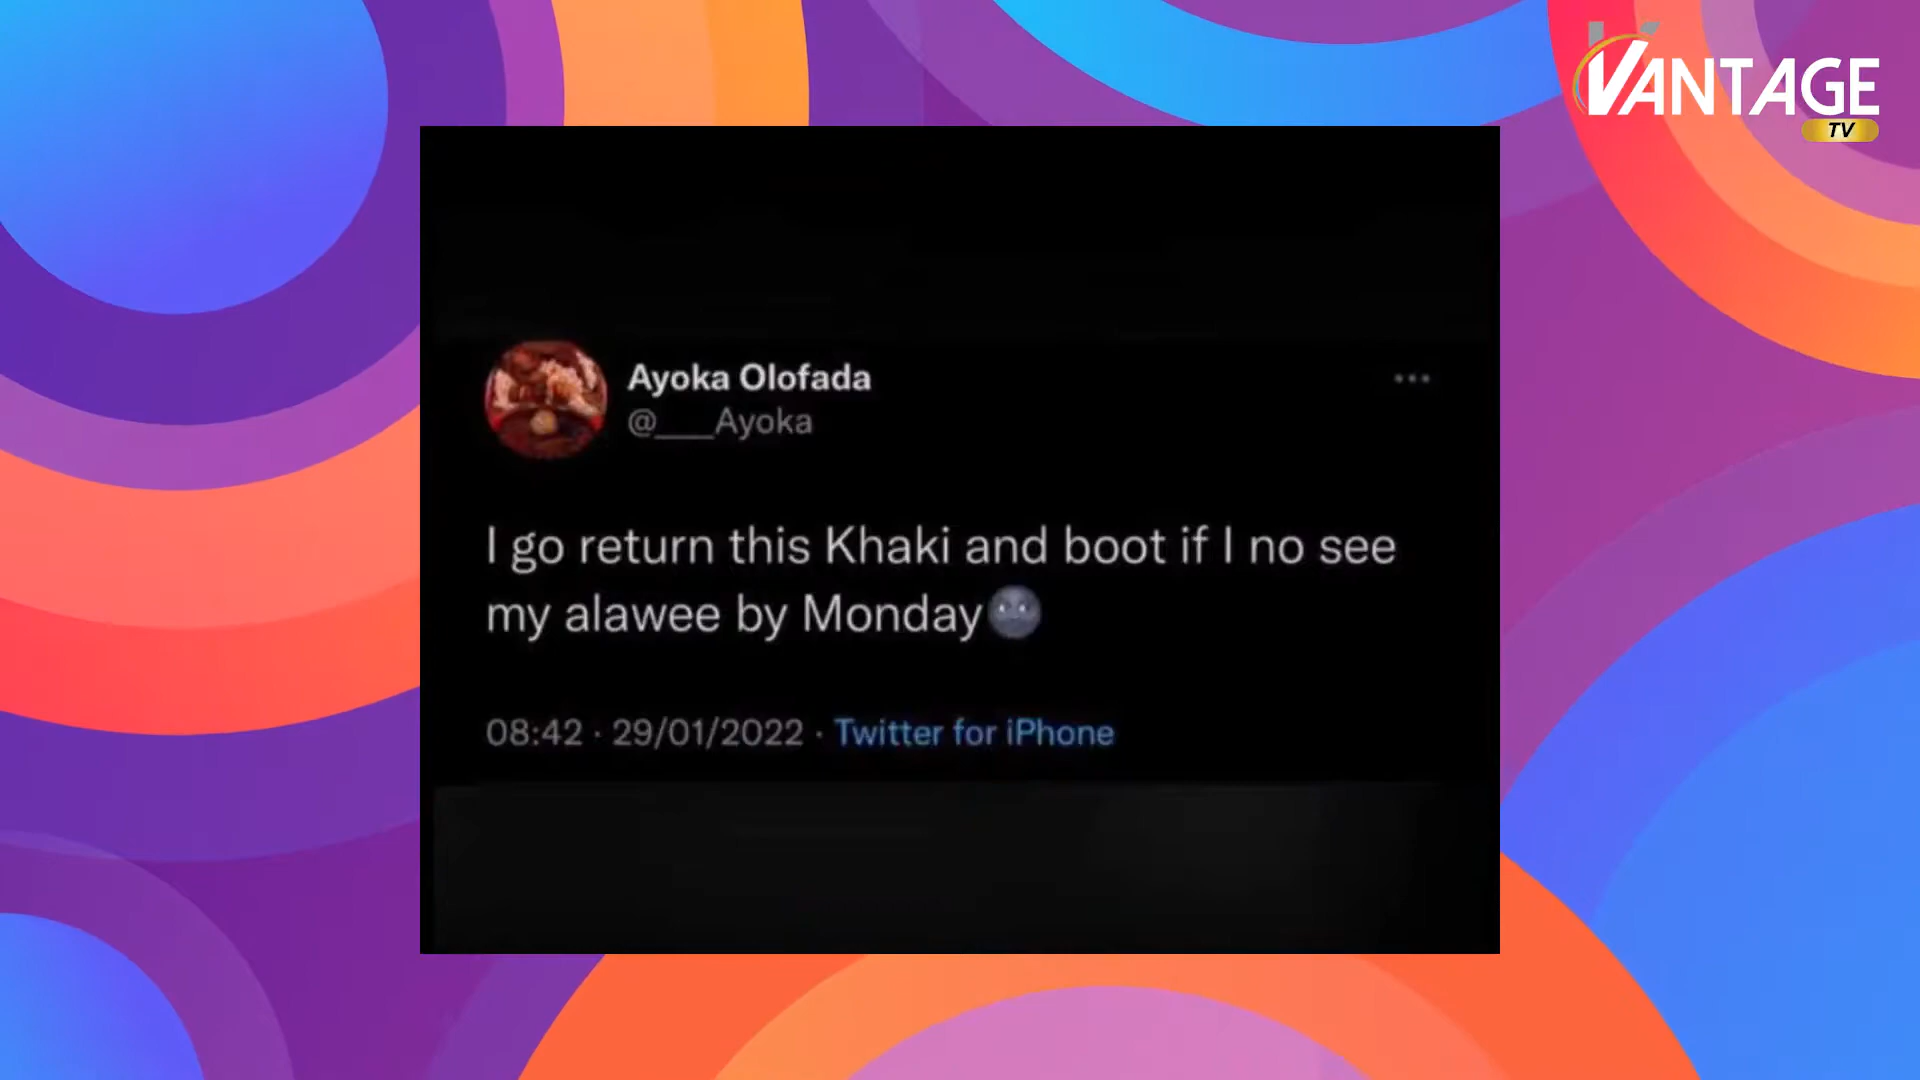 VANTAGE
TV
Ayoka Olofada
@___Ayoka
I go return this Khaki and boot if I no see
my alawee by Monday🌚
08:42 · 29/01/2022 · Twitter for iPhone